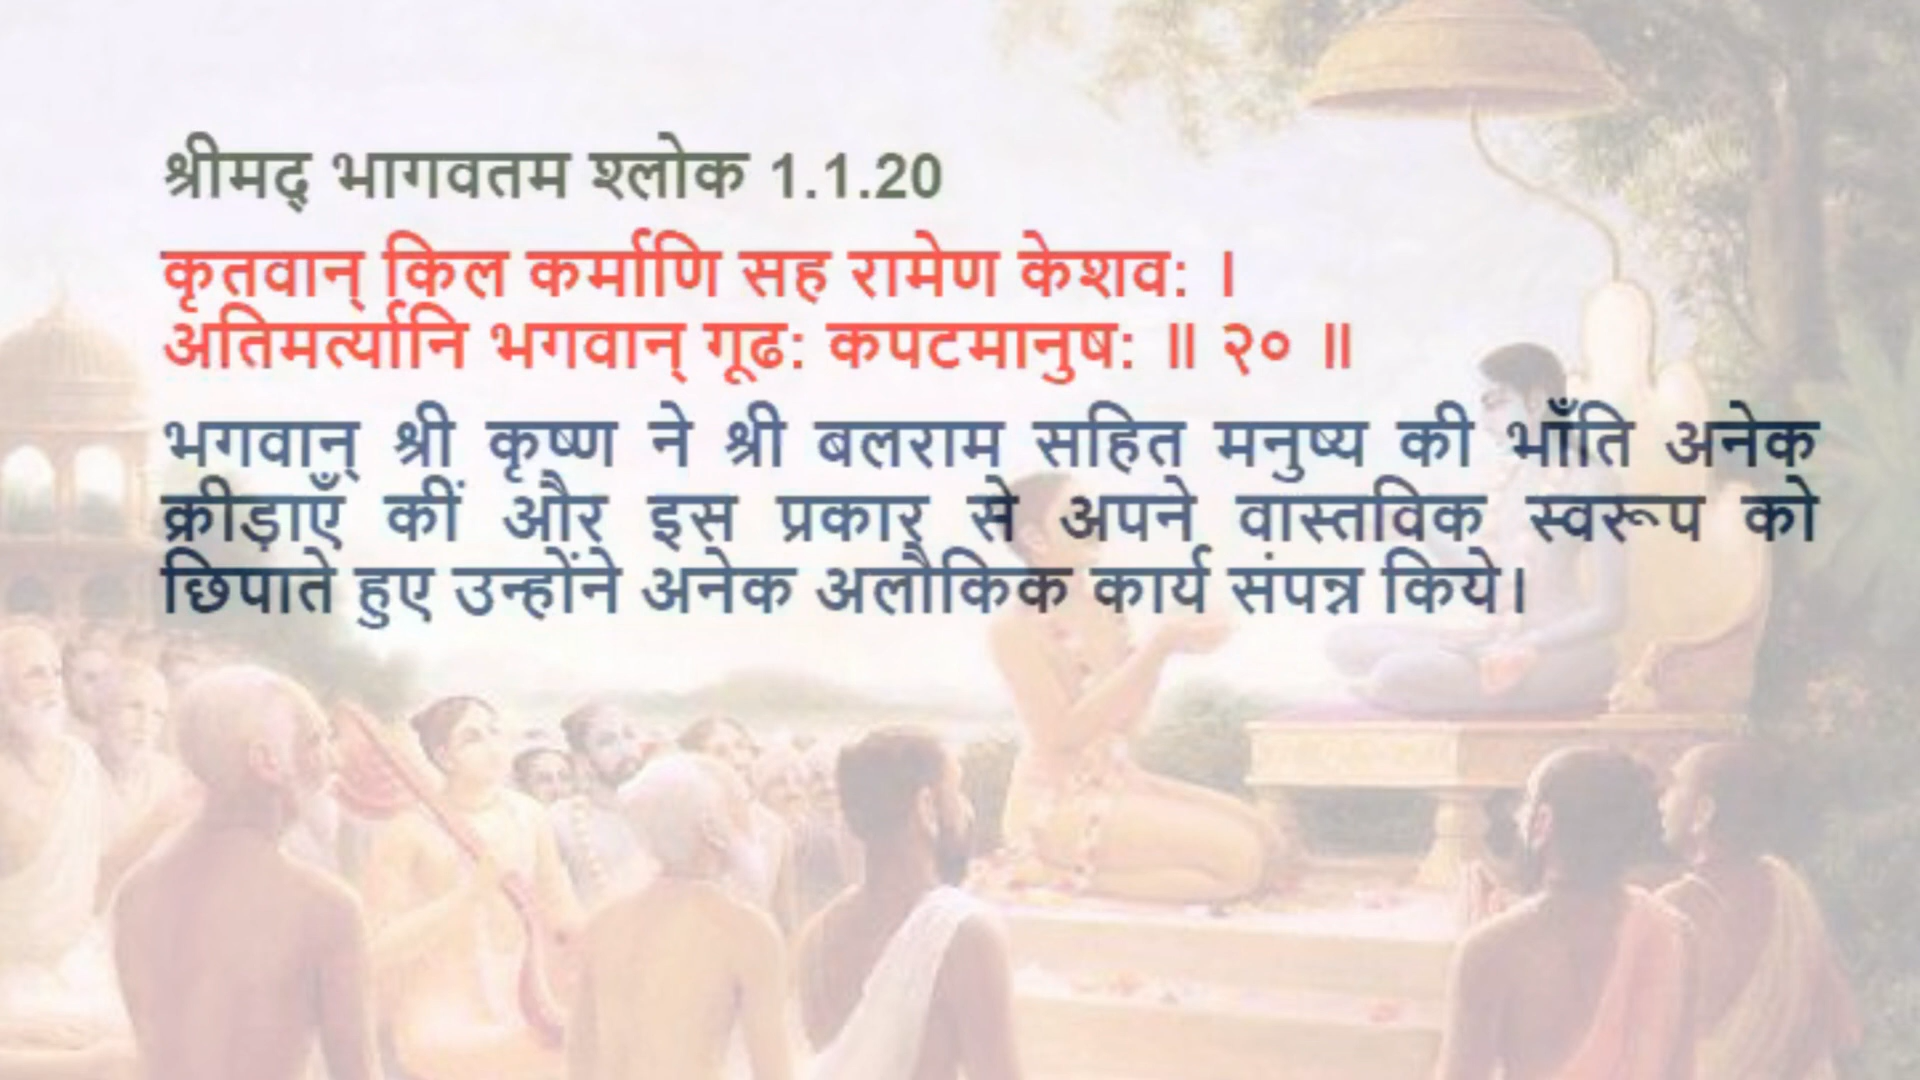 श्रीमद् भागवतम श्लोक 1.1.20
कृतवान् किल कर्माणि सह रामेण केशव: ।
अतिमर्त्यानि भगवान् गूढ: कपटमानुष: ॥ २० ॥
भगवान् श्री कृष्ण ने श्री बलराम सहित मनुष्य की भाँति अनेक
क्रीड़ाएँ कीं और इस प्रकार से अपने वास्तविक स्वरूप को
छिपाते हुए उन्होंने अनेक अलौकिक कार्य संपन्न किये।